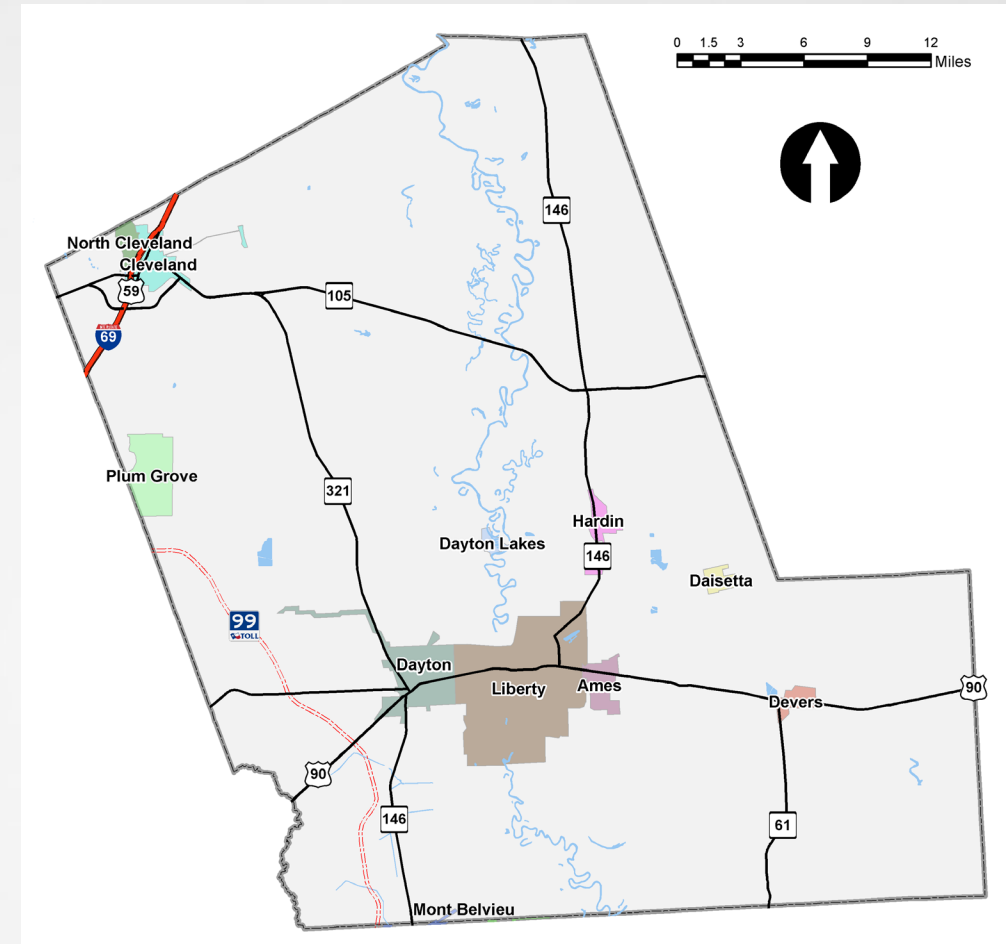 0 1.5 3 6 9 12
Miles
146
North Cleveland
Cleveland
59
105
69
Plum Grove
321
Hardin
Dayton Lakes
146
Daisetta
99
TOLL
Dayton
Liberty
Ames
90
Devers
90
146
61
Mont Belvieu